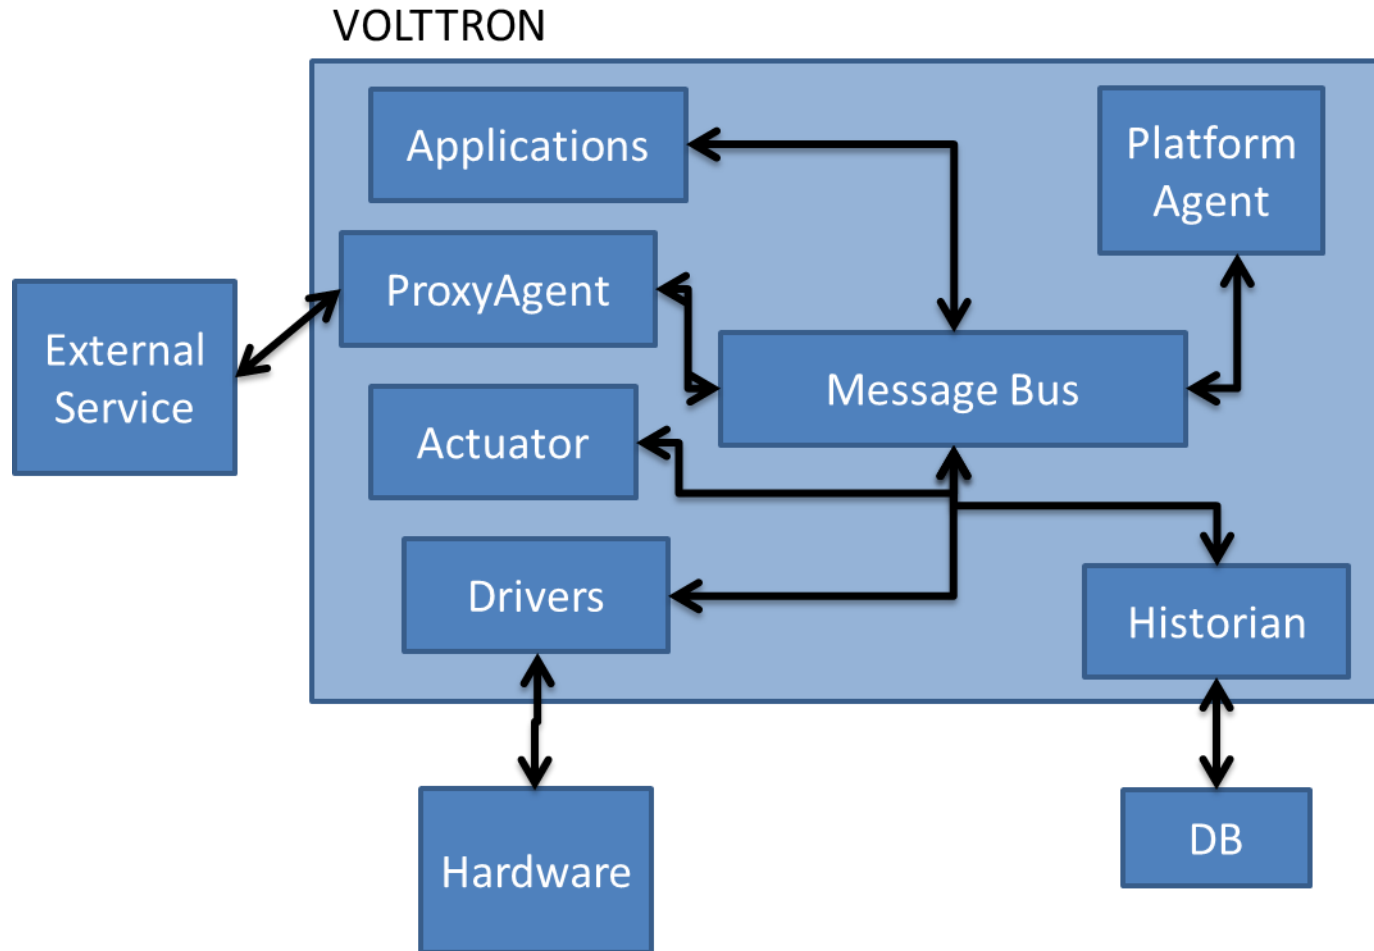 VOLTTRON
Applications
Platform
Agent
ProxyAgent
External
Service
Message Bus
Actuator
Drivers
Historian
Hardware
DB